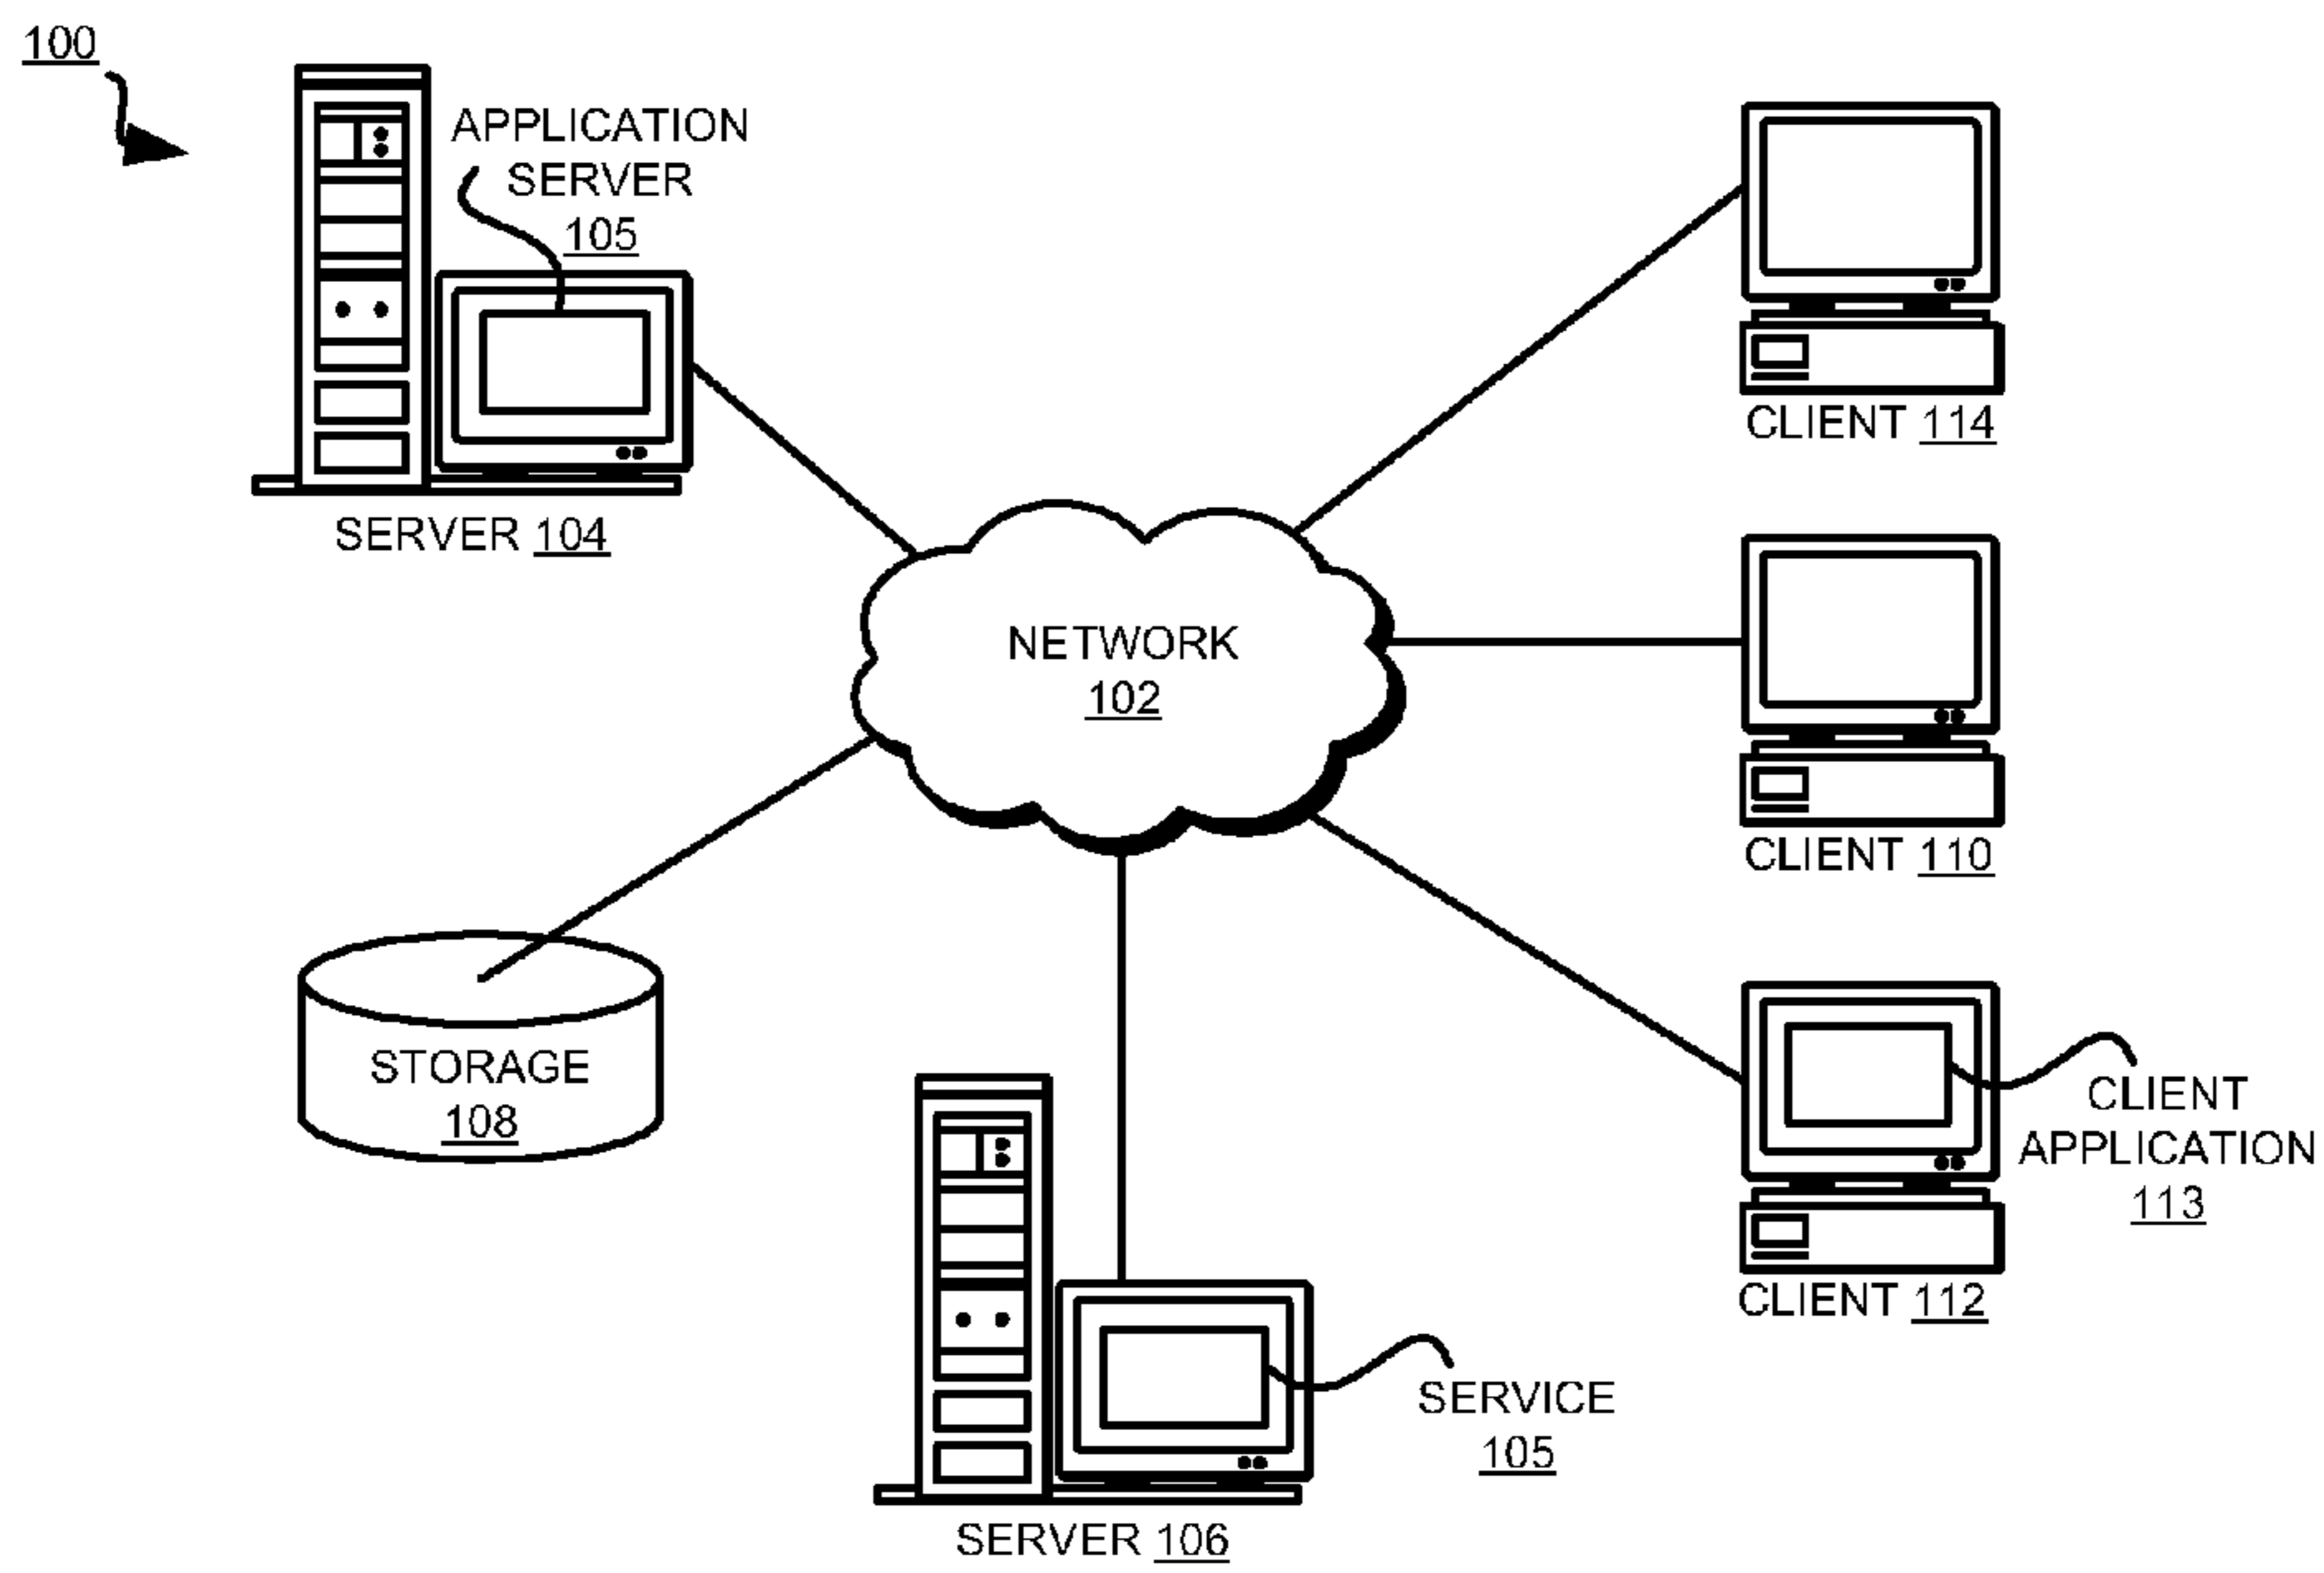 100
APPLICATION
SERVER
105
SERVER 104
CLIENT 114
NETWORK
102
CLIENT 110
STORAGE
108
CLIENT
APPLICATION
113
CLIENT 112
SERVICE
105
SERVER 106